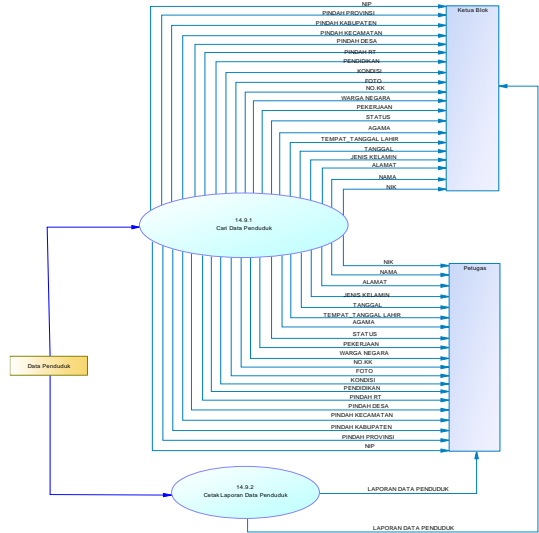 NIP
Ketua Blok
PINDAH PROVINSI
PINDAH KABUPATEN
PINDAH KECAMATAN
PINDAH DESA
PINDAH RT
PENDIDIKAN
KONDISI
FOTO
NO.KK
WARGA NEGARA
PEKERJAAN
STATUS
AGAMA
TEMPAT_TANGGAL LAHIR
TANGGAL
JENIS KELAMIN
ALAMAT
NAMA
NIK
14.9.1
Cari Data Penduduk
NIK
Petugas
NAMA
ALAMAT
JENIS KELAMIN
TANGGAL
TEMPAT_TANGGAL LAHIR
AGAMA
STATUS
PEKERJAAN
WARGA NEGARA
NO.KK
Data Penduduk
FOTO
KONDISI
PENDIDIKAN
PINDAH RT
PINDAH DESA
PINDAH KECAMATAN
PINDAH KABUPATEN
PINDAH PROVINSI
NIP
14.9.2
Cetak Laporan Data Penduduk
LAPORAN DATA PENDUDUK
LAPORAN DATA PENDUDUK